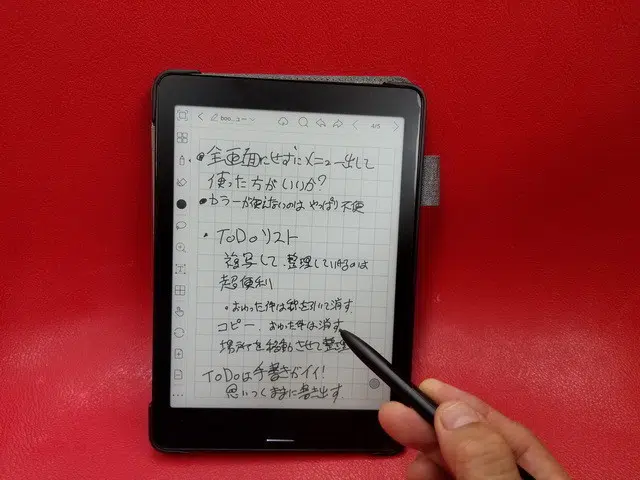 4/5
●全画面にせずにメニュー出して
使った方がいいか?
●カラーが使えないのは やっぱり不便
・ToDoリスト
複写して、整理していけるのは
超便利
・おわった件は線を引いて消す
コピー、おわった件は消す
場所を移動させて整理
ToDoは手書きがイイ!
思いつくままに書き出す